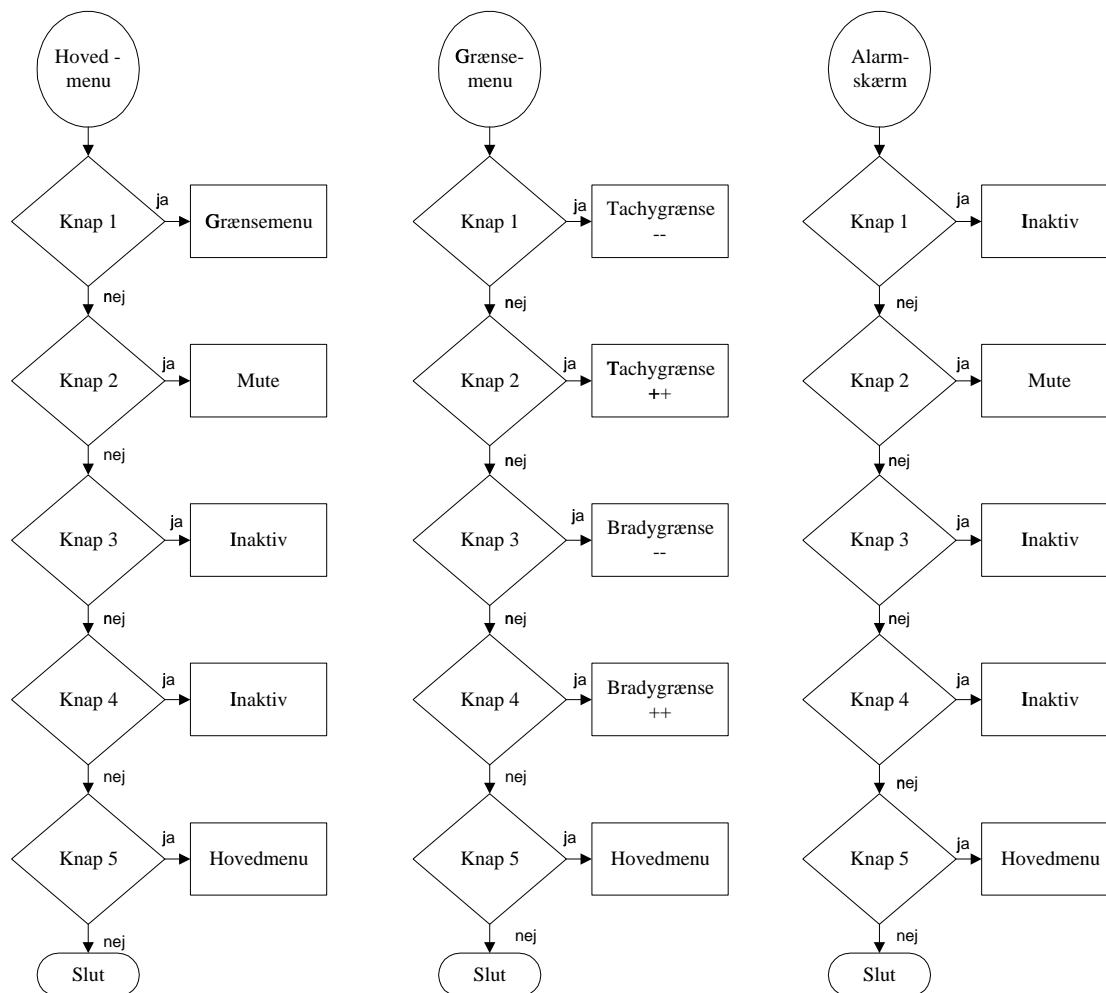 Hoved -
menu
Knap 1
ja
Grænsemenu
nej
Knap 2
ja
Mute
nej
Knap 3
ja
Inaktiv
nej
Knap 4
ja
Inaktiv
nej
Knap 5
ja
Hovedmenu
nej
Slut
Grænse-
menu
Knap 1
ja
Tachygrænse
--
nej
Knap 2
ja
Tachygrænse
++
nej
Knap 3
ja
Bradygrænse
--
nej
Knap 4
ja
Bradygrænse
++
nej
Knap 5
ja
Hovedmenu
nej
Slut
Alarm-
skærm
Knap 1
ja
Inaktiv
nej
Knap 2
ja
Mute
nej
Knap 3
ja
Inaktiv
nej
Knap 4
ja
Inaktiv
nej
Knap 5
ja
Hovedmenu
nej
Slut